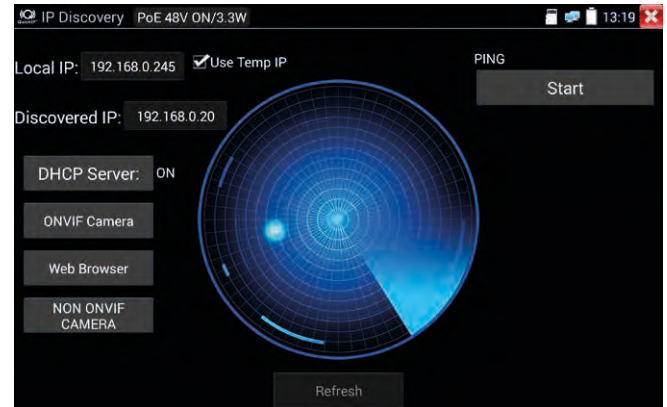 IP Discovery PoE 48V ON/3.3W 13:19
Local IP: 192.168.0.245 Use Temp IP
PING
Start
Discovered IP: 192.168.0.20
DHCP Server: ON
ONVIF Camera
Web Browser
NON ONVIF
CAMERA
Refresh